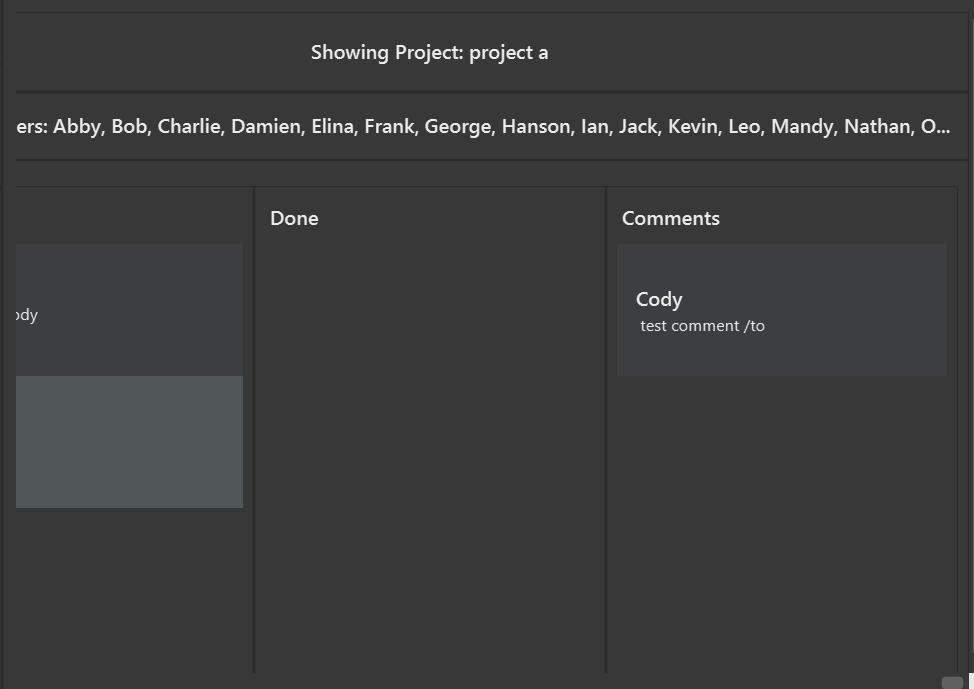 Showing Project: project a
ers: Abby, Bob, Charlie, Damien, Elina, Frank, George, Hanson, Ian, Jack, Kevin, Leo, Mandy, Nathan, O...
Done
Comments
ody
Cody
test comment /to